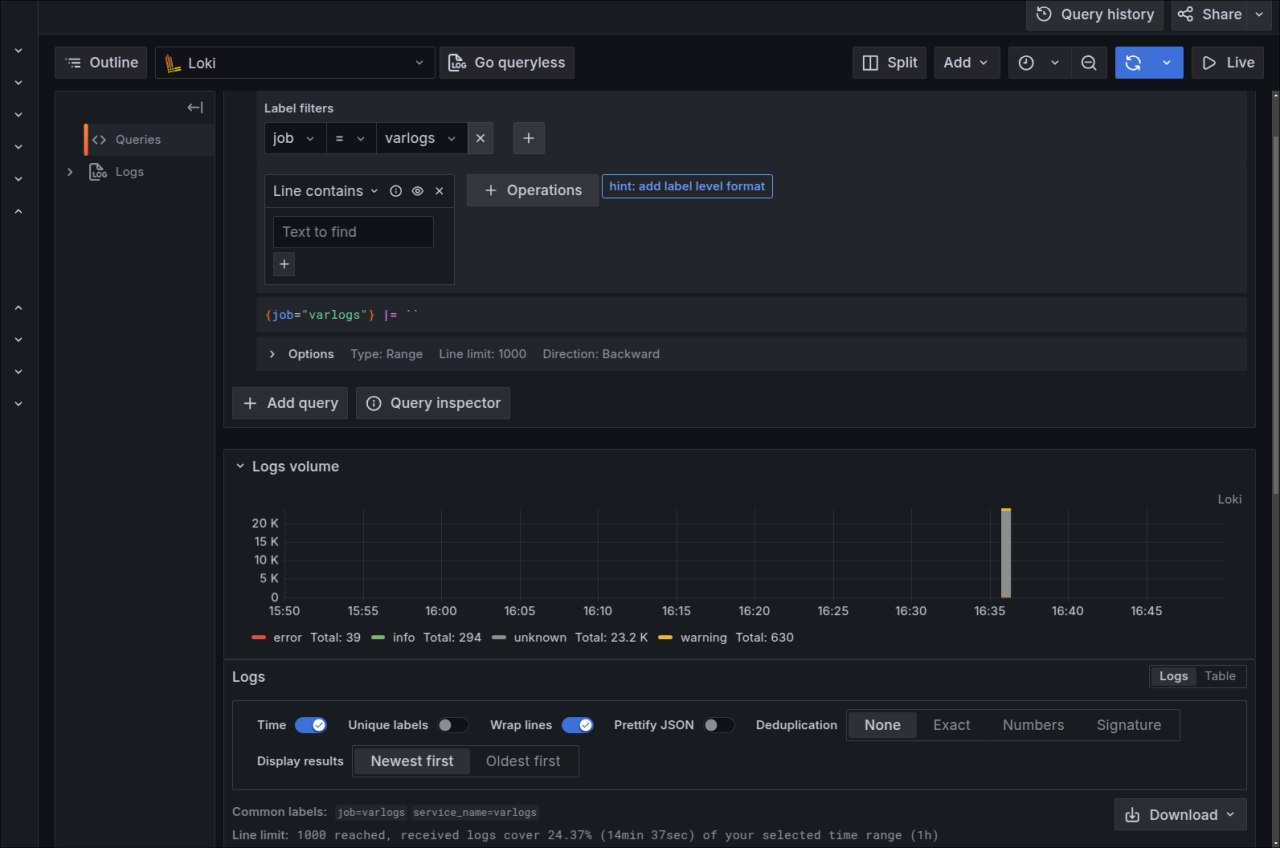 Query history Share
Outline Loki Go queryless Split Add Live
Label filters
job = varlogs
Queries
Logs
Line contains Operations hint: add label level format
Text to find
{job="varlogs"} |= ``
Options Type: Range Line limit: 1000 Direction: Backward
Add query Query inspector
Logs volume
Loki
20 K
15 K
10 K
5 K
0
15:50 15:55 16:00 16:05 16:10 16:15 16:20 16:25 16:30 16:35 16:40 16:45
error Total: 39 info Total: 294 unknown Total: 23.2 K warning Total: 630
Logs Logs Table
Time Unique labels Wrap lines Prettify JSON Deduplication None Exact Numbers Signature
Display results Newest first Oldest first
Common labels: job=varlogs service_name=varlogs Download
Line limit: 1000 reached, received logs cover 24.37% (14min 37sec) of your selected time range (1h)